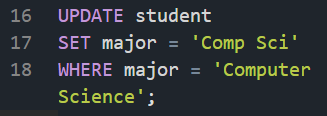 16 UPDATE student
17 SET major = 'Comp Sci'
18 WHERE major = 'Computer
Science';